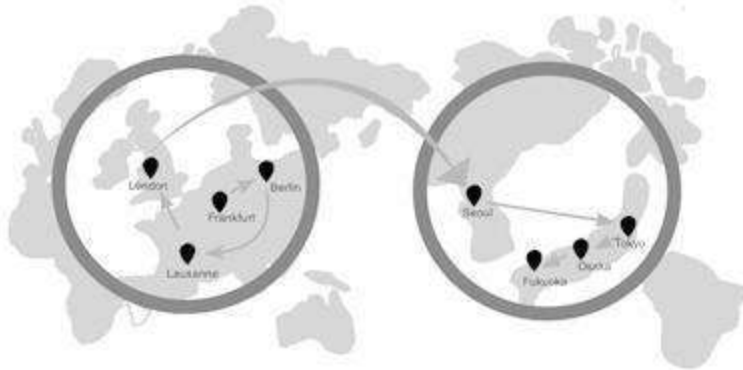 London
Berlin
Frankfurt
Lausanne
Seoul
Tokyo
Osaka
Fukuoka